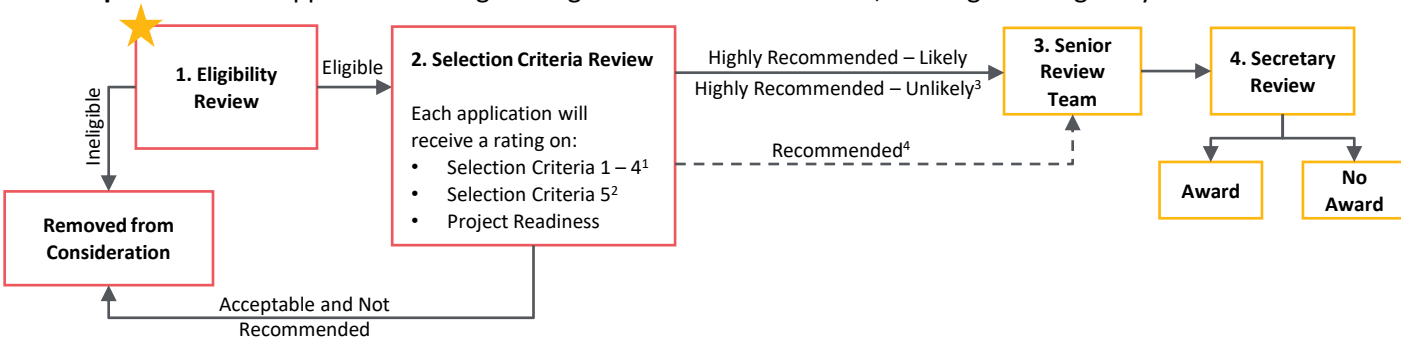 1. Eligibility
Review
Eligible
Ineligible
Removed from
Consideration
2. Selection Criteria Review
Each application will
receive a rating on:
• Selection Criteria 1 – 4¹
• Selection Criteria 5²
• Project Readiness
Acceptable and Not
Recommended
Highly Recommended – Likely
Highly Recommended – Unlikely³
Recommended⁴
3. Senior
Review
Team
4. Secretary
Review
Award
No
Award